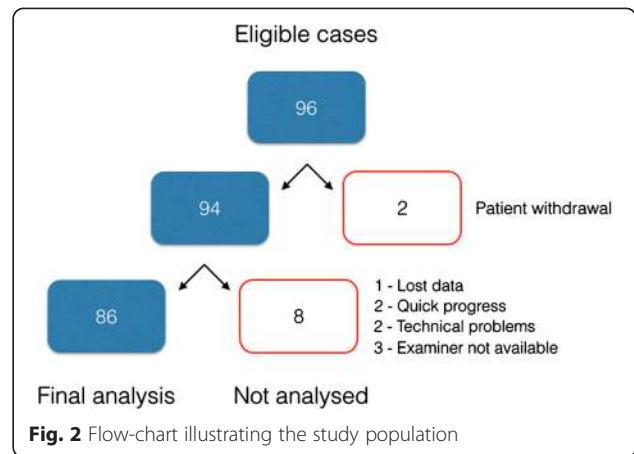 Eligible cases
96
94
2
Patient withdrawal
86
8
1 - Lost data
2 - Quick progress
2 - Technical problems
3 - Examiner not available
Final analysis
Not analysed
Fig. 2 Flow-chart illustrating the study population